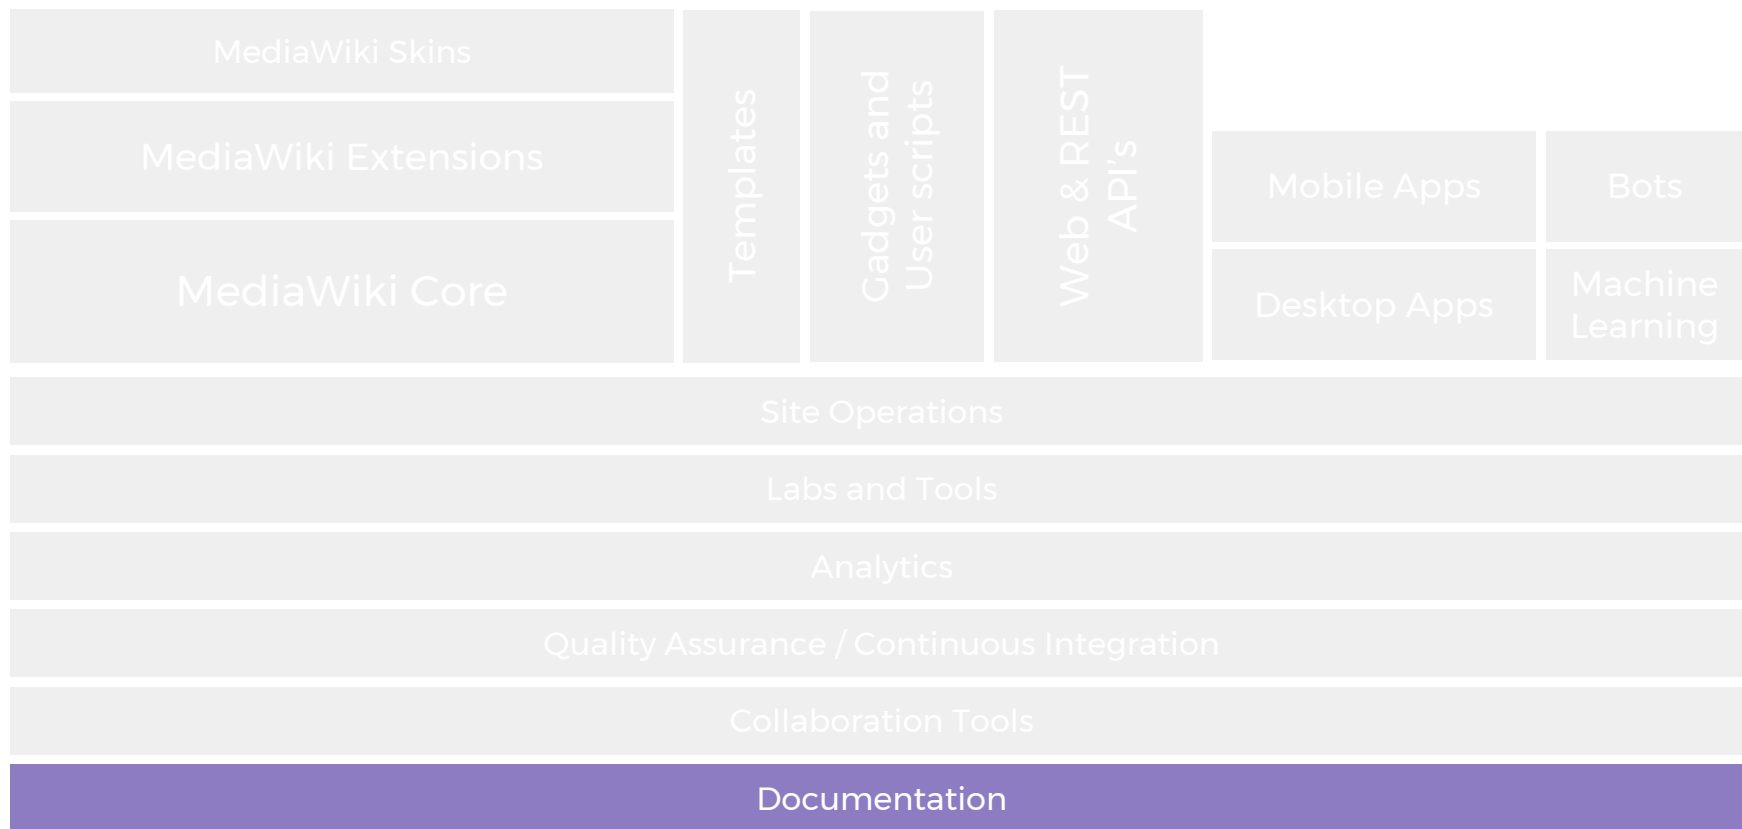 MediaWiki Skins
MediaWiki Extensions
MediaWiki Core
Templates
Gadgets and
User scripts
Web & REST
API's
Mobile Apps
Bots
Desktop Apps
Machine
Learning
Site Operations
Labs and Tools
Analytics
Quality Assurance / Continuous Integration
Collaboration Tools
Documentation